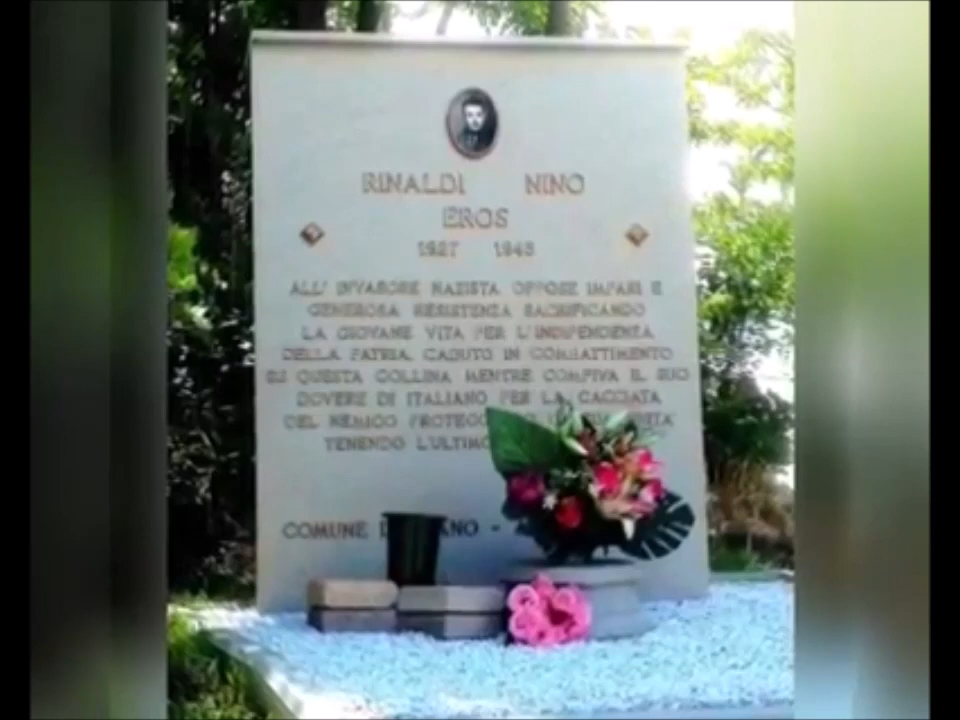 RINALDI NINO
EROS
1927 1945
ALL' INVASORE NAZISTA OPPOSE IMPARI E
GENEROSA RESISTENZA SACRIFICANDO
LA GIOVANE VITA PER L'INDIPENDENZA
DELLA PATRIA. CADUTO IN COMBATTIMENTO
SU QUESTA COLLINA MENTRE COMPIVA IL SUO
DOVERE DI ITALIANO PER LA CACCIATA
DEL NEMICO
TENENDO
COMUNE